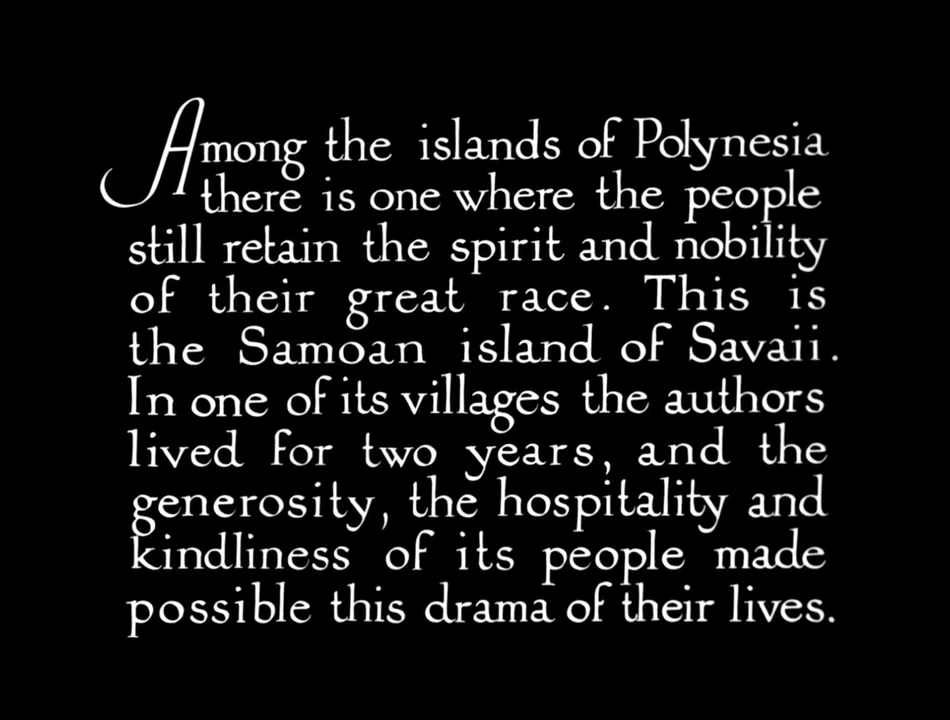 Among the islands of Polynesia
there is one where the people
still retain the spirit and nobility
of their great race. This is
the Samoan island of Savaii.
In one of its villages the authors
lived for two years, and the
generosity, the hospitality and
kindliness of its people made
possible this drama of their lives.